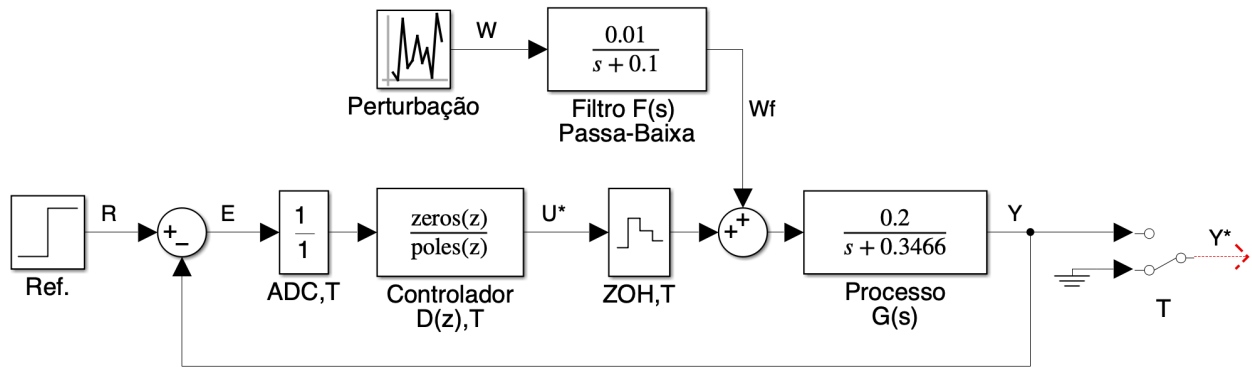 W
0.01
s + 0.1
Perturbação
Filtro F(s)
Passa-Baixa
Wf
R
+
−
E
1
1
zeros(z)
poles(z)
U*
+
+
0.2
s + 0.3466
Y
Y*
Ref.
ADC,T
Controlador
D(z),T
ZOH,T
Processo
G(s)
T